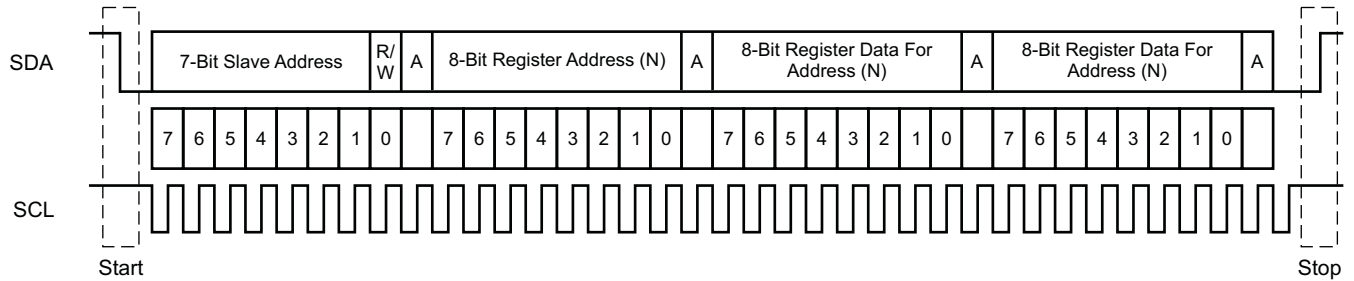 SDA
7-Bit Slave Address
R/
W
A
8-Bit Register Address (N)
A
8-Bit Register Data For
Address (N)
A
8-Bit Register Data For
Address (N)
A
7 6 5 4 3 2 1 0 7 6 5 4 3 2 1 0 7 6 5 4 3 2 1 0 7 6 5 4 3 2 1 0
SCL
Start
Stop